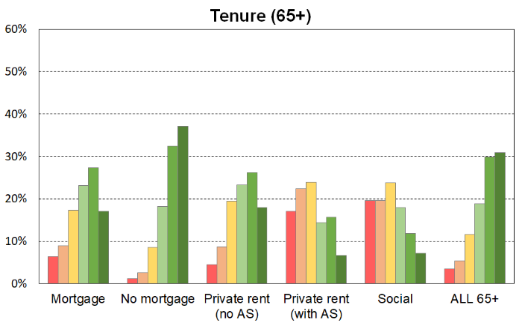 Tenure (65+)
60%
50%
40%
30%
20%
10%
0%
Mortgage No mortgage Private rent Private rent Social ALL 65+
(no AS) (with AS)